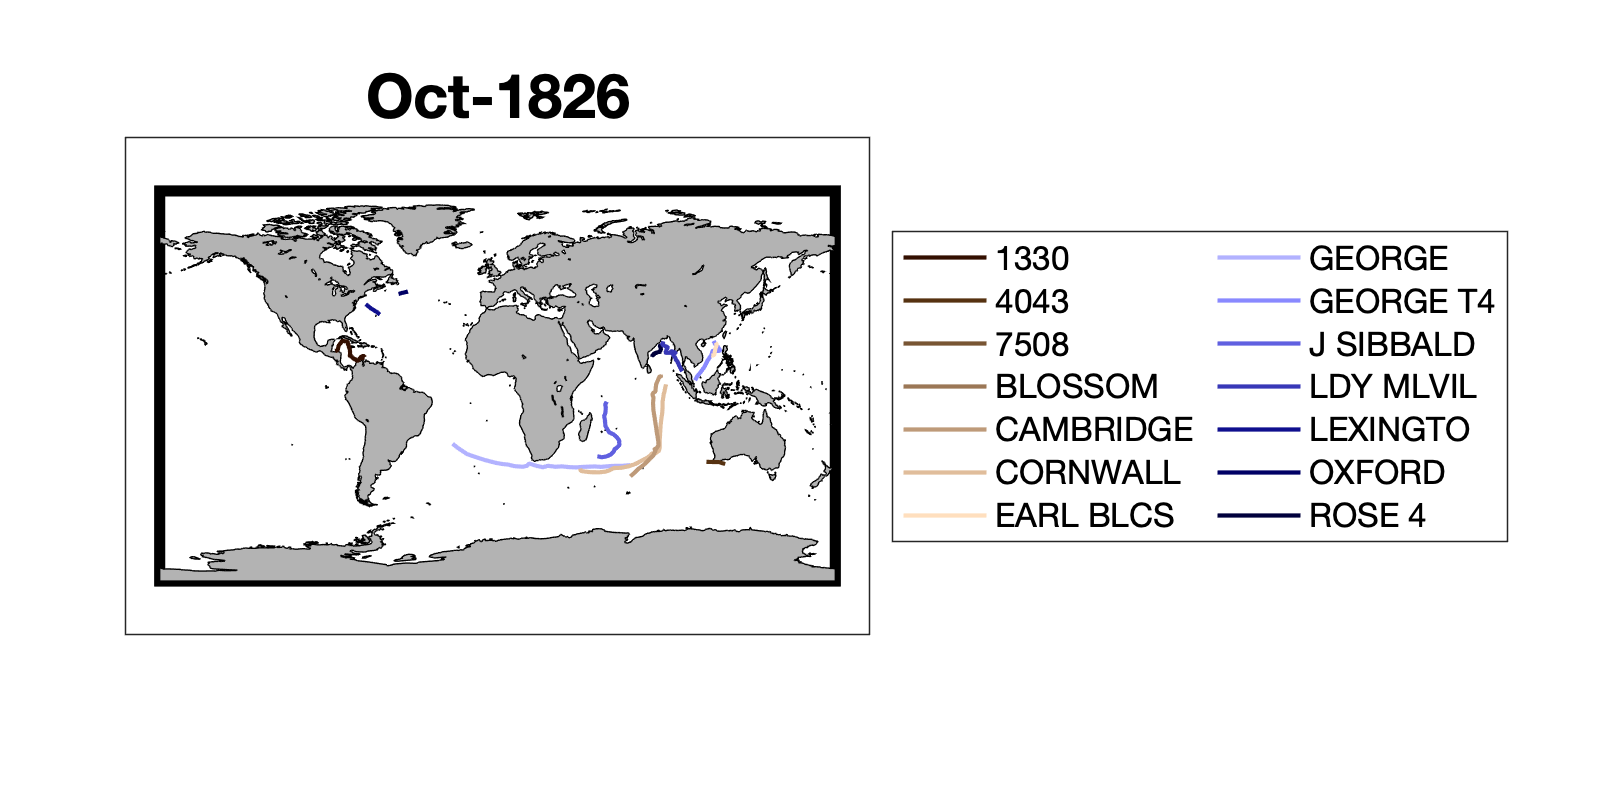 Oct-1826
1330
4043
7508
BLOSSOM
CAMBRIDGE
CORNWALL
EARL BLCS
GEORGE
GEORGE T4
J SIBBALD
LDY MLVIL
LEXINGTO
OXFORD
ROSE 4